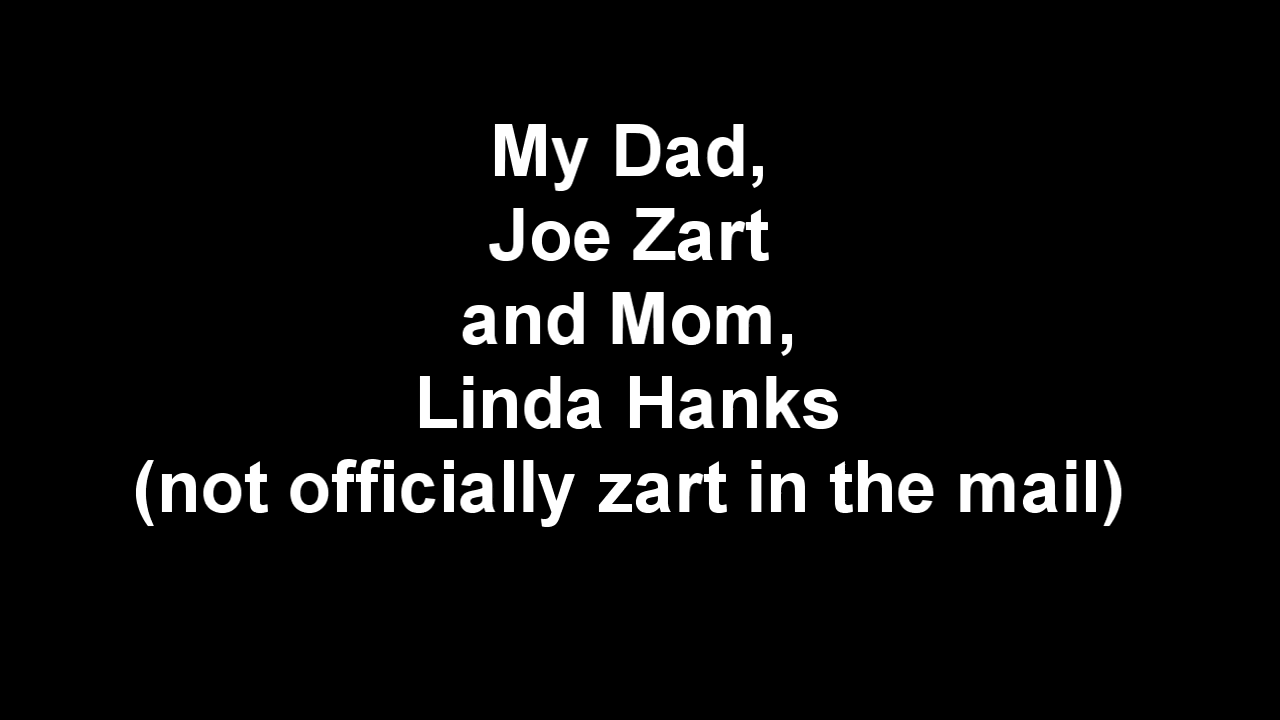 My Dad,
Joe Zart
and Mom,
Linda Hanks
(not officially zart in the mail)